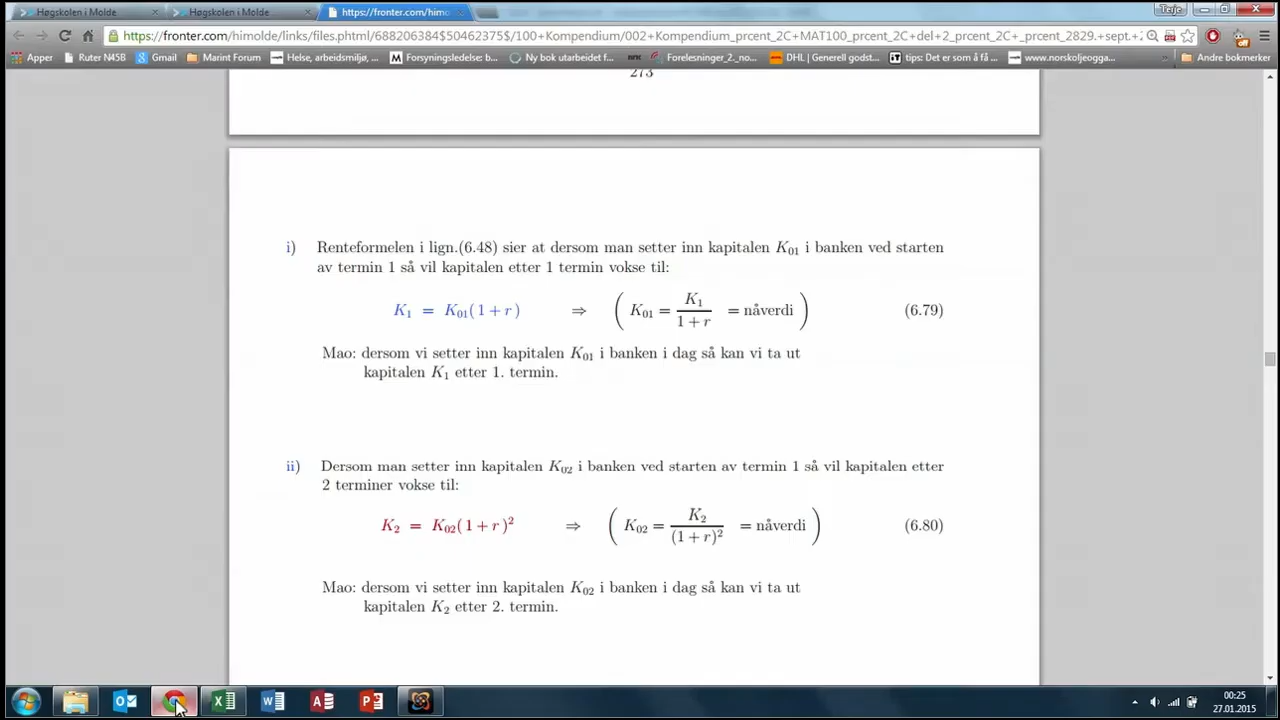 Høgskolen i Molde
Høgskolen i Molde
https://fronter.com/himo
Terje
https://fronter.com/himolde/links/files.phtml/688206384$50462375$/100+Kompendium/002+Kompendium_prcent_2C+MAT100_prcent_2C+del+2_prcent_2C+_prcent_2829.+sept.+2
Apper
Ruter N45B
Gmail
Marint Forum
Helse, arbeidsmiljø, ...
Forsyningsledelse: b...
Ny bok utarbeidet f...
nrc
Forelesninger_2._no...
DHL | Generell godst...
tips: Det er som å få ...
www.norskoljeogga...
»
Andre bokmerker
273
i) Renteformelen i lign.(6.48) sier at dersom man setter inn kapitalen K₀₁ i banken ved starten
av termin 1 så vil kapitalen etter 1 termin vokse til:
K₁ = K₀₁(1 + r) ⇒ ( K₀₁ = K₁ / (1 + r) = nåverdi ) (6.79)
Mao: dersom vi setter inn kapitalen K₀₁ i banken i dag så kan vi ta ut
kapitalen K₁ etter 1. termin.
ii) Dersom man setter inn kapitalen K₀₂ i banken ved starten av termin 1 så vil kapitalen etter
2 terminer vokse til:
K₂ = K₀₂(1 + r)² ⇒ ( K₀₂ = K₂ / (1 + r)² = nåverdi ) (6.80)
Mao: dersom vi setter inn kapitalen K₀₂ i banken i dag så kan vi ta ut
kapitalen K₂ etter 2. termin.
00:25
27.01.2015